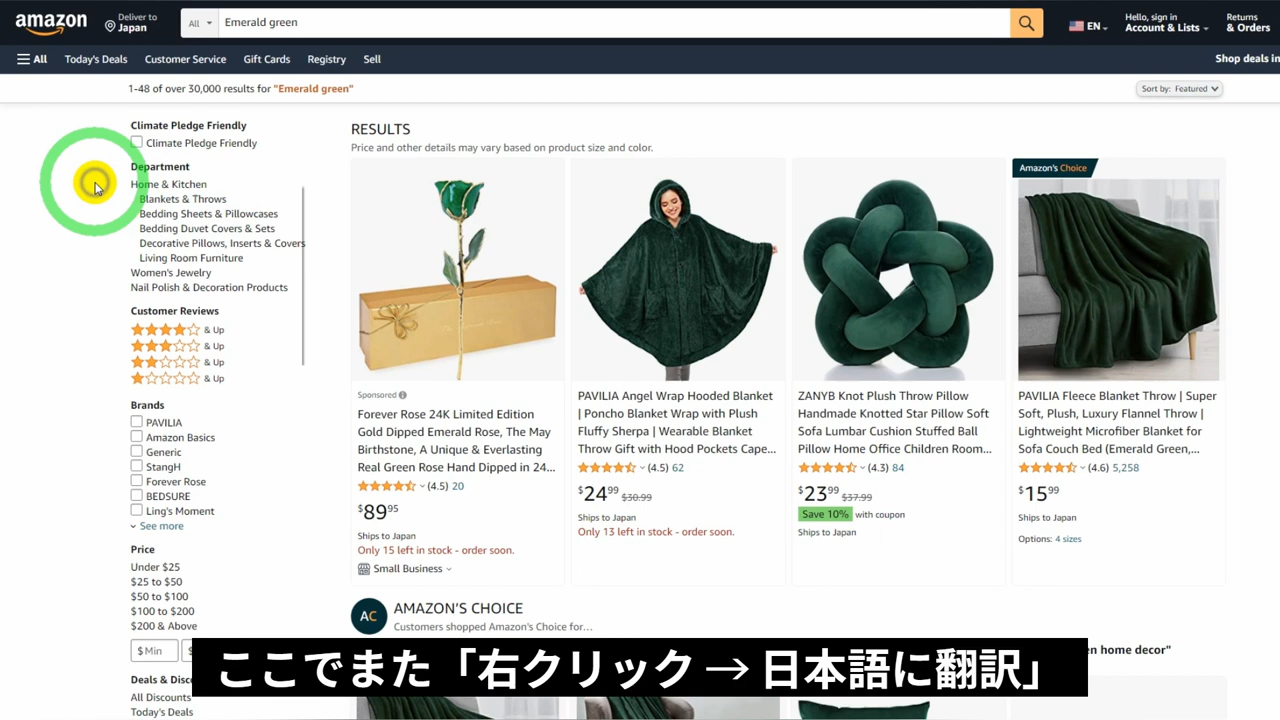 amazon
Deliver to
Japan
All
Emerald green
EN
Hello, sign in
Account & Lists
Returns
& Orders
All
Today's Deals
Customer Service
Gift Cards
Registry
Sell
Shop deals in
1-48 of over 30,000 results for "Emerald green"
Sort by: Featured
Climate Pledge Friendly
Climate Pledge Friendly
Department
Home & Kitchen
Blankets & Throws
Bedding Sheets & Pillowcases
Bedding Duvet Covers & Sets
Decorative Pillows, Inserts & Covers
Living Room Furniture
Women's Jewelry
Nail Polish & Decoration Products
Customer Reviews
& Up
& Up
& Up
& Up
Brands
PAVILIA
Amazon Basics
Generic
StangH
Forever Rose
BEDSURE
Ling's Moment
See more
Price
Under $25
$25 to $50
$50 to $100
$100 to $200
$200 & Above
$ Min
$
Deals & Di
All Discounts
Today's Deals
RESULTS
Price and other details may vary based on product size and color.
Sponsored
Forever Rose 24K Limited Edition
Gold Dipped Emerald Rose, The May
Birthstone, A Unique & Everlasting
Real Green Rose Hand Dipped in 24...
(4.5) 20
$8995
Ships to Japan
Only 15 left in stock - order soon.
Small Business
PAVILIA Angel Wrap Hooded Blanket
| Poncho Blanket Wrap with Plush
Fluffy Sherpa | Wearable Blanket
Throw Gift with Hood Pockets Cape...
(4.5) 62
$2499 $30.99
Ships to Japan
Only 13 left in stock - order soon.
ZANYB Knot Plush Throw Pillow
Handmade Knotted Star Pillow Soft
Sofa Lumbar Cushion Stuffed Ball
Pillow Home Office Children Room...
(4.3) 84
$2399 $37.99
Save 10% with coupon
Ships to Japan
Amazon's Choice
PAVILIA Fleece Blanket Throw | Super
Soft, Plush, Luxury Flannel Throw |
Lightweight Microfiber Blanket for
Sofa Couch Bed (Emerald Green,...
(4.6) 5,258
$1599
Ships to Japan
Options: 4 sizes
AC
AMAZON'S CHOICE
Customers shopped Amazon's Choice for...
en home decor"
ここでまた「右クリック→日本語に翻訳」